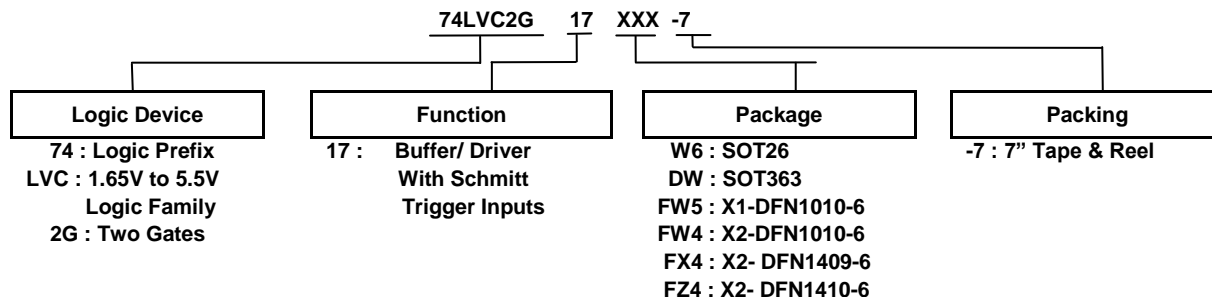 74LVC2G 17 XXX -7
Logic Device
74 : Logic Prefix
LVC : 1.65V to 5.5V
Logic Family
2G : Two Gates
Function
17 : Buffer/ Driver
With Schmitt
Trigger Inputs
Package
W6 : SOT26
DW : SOT363
FW5 : X1-DFN1010-6
FW4 : X2-DFN1010-6
FX4 : X2- DFN1409-6
FZ4 : X2- DFN1410-6
Packing
-7 : 7” Tape & Reel